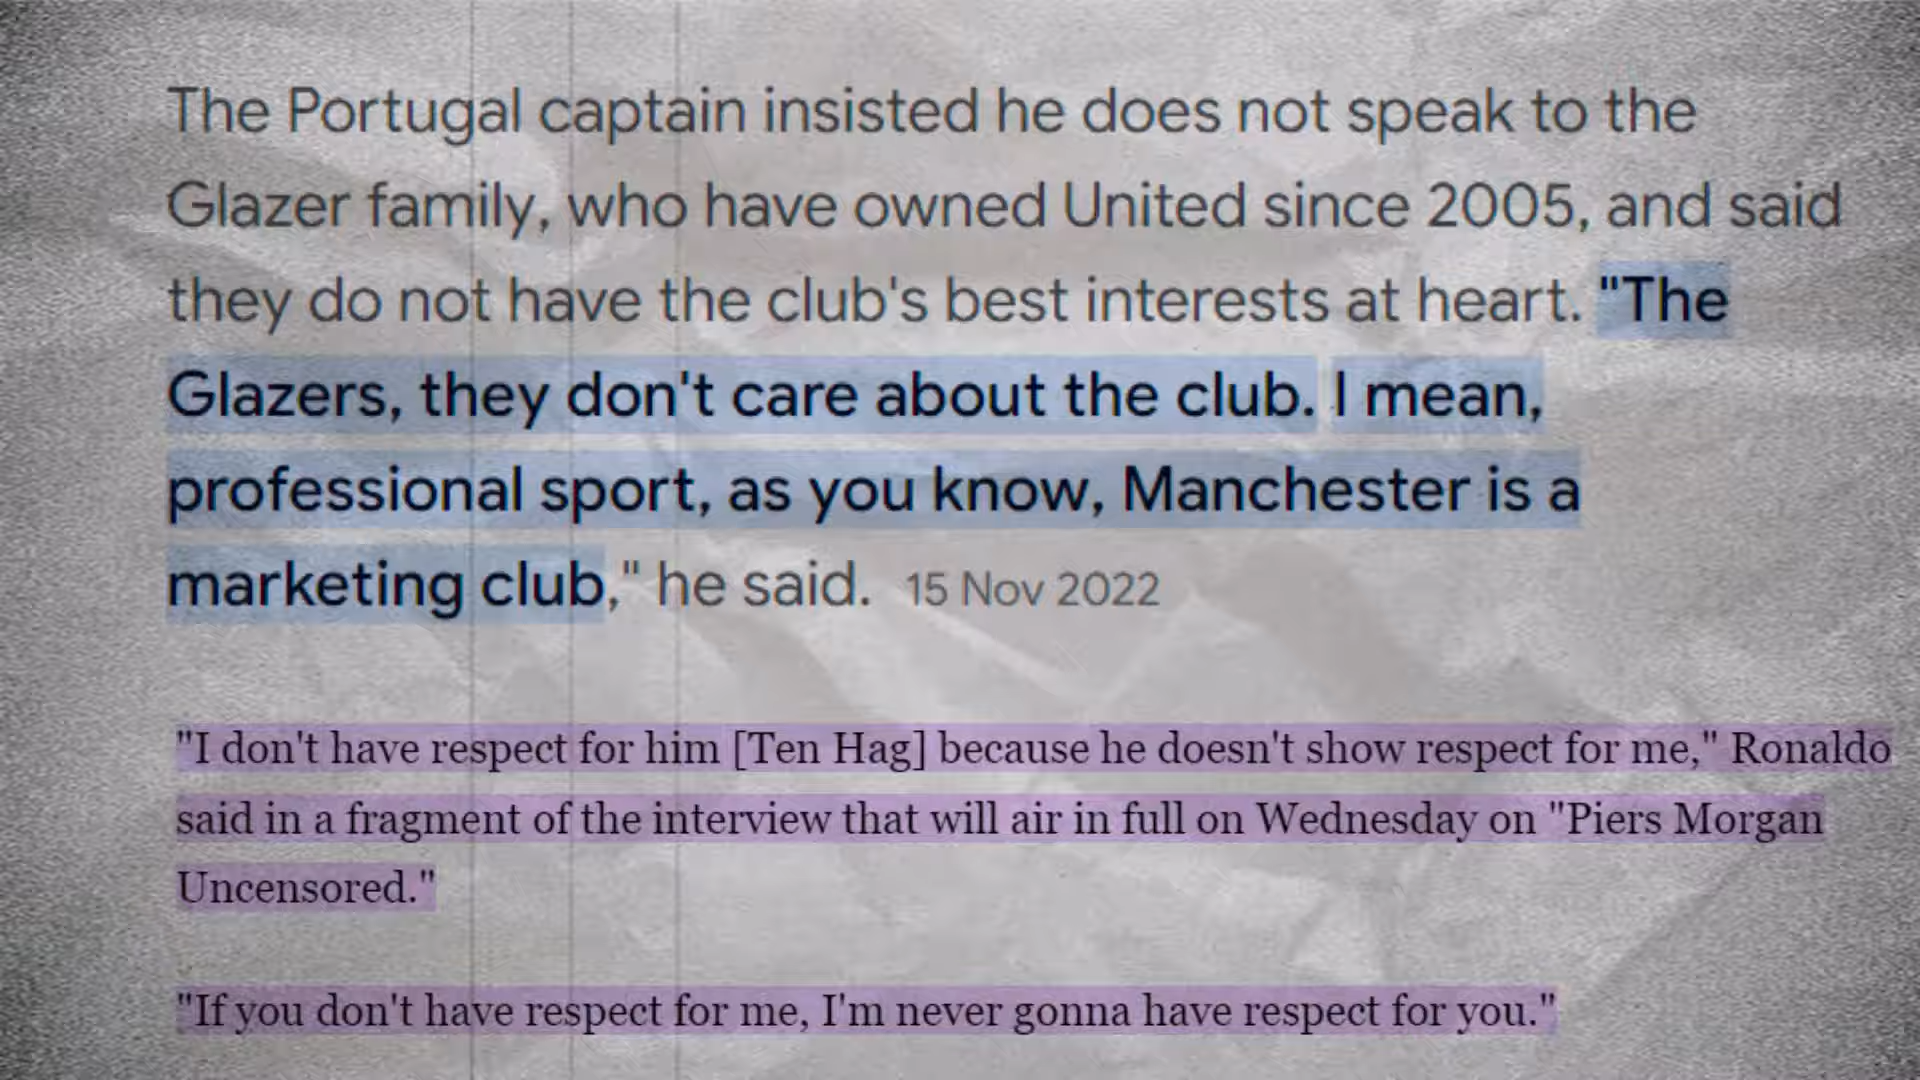 The Portugal captain insisted he does not speak to the
Glazer family, who have owned United since 2005, and said
they do not have the club's best interests at heart. "The
Glazers, they don't care about the club. I mean,
professional sport, as you know, Manchester is a
marketing club," he said. 15 Nov 2022
"I don't have respect for him [Ten Hag] because he doesn't show respect for me," Ronaldo
said in a fragment of the interview that will air in full on Wednesday on "Piers Morgan
Uncensored."
"If you don't have respect for me, I'm never gonna have respect for you."